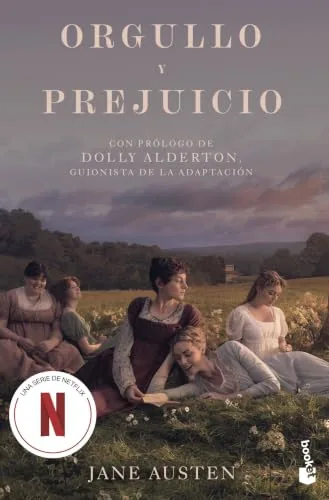 ORGULLO
Y
PREJUICIO
CON PRÓLOGO DE
DOLLY ALDERTON,
GUIONISTA DE LA ADAPTACIÓN
UNA SERIE DE NETFLIX
N
JANE AUSTEN
booket